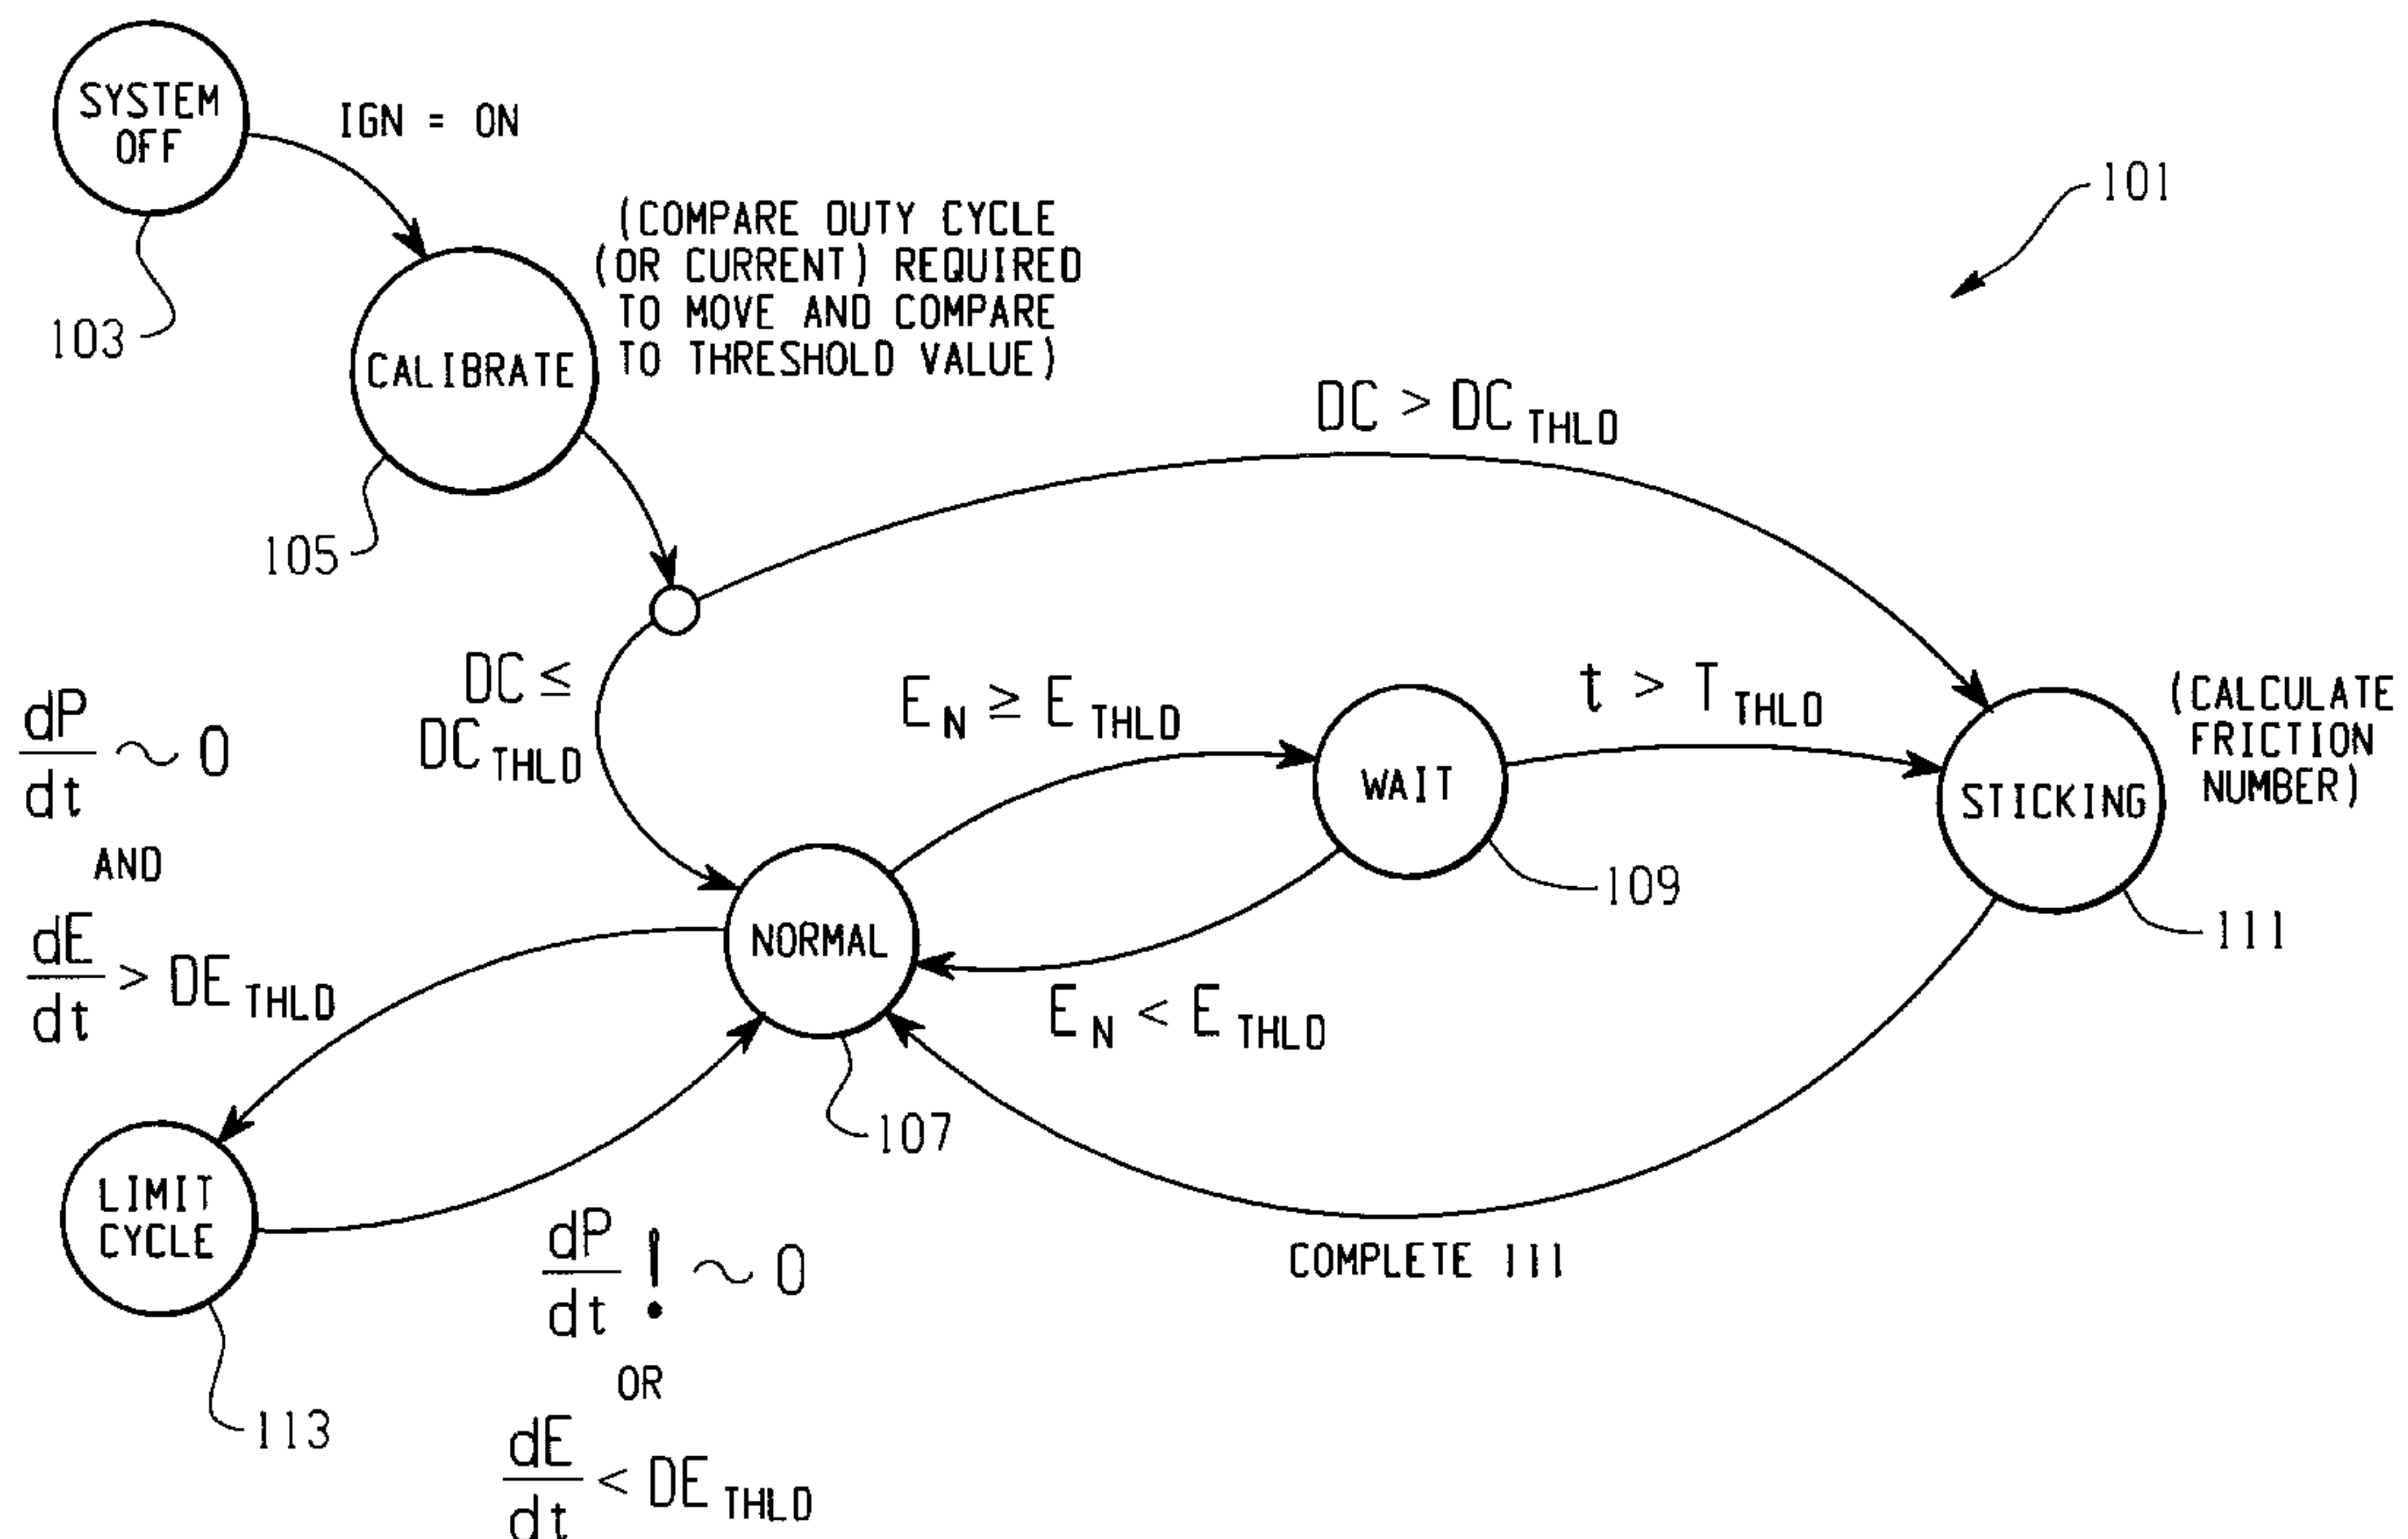 SYSTEM
OFF
IGN = ON
101
(COMPARE DUTY CYCLE
(OR CURRENT) REQUIRED
TO MOVE AND COMPARE
TO THRESHOLD VALUE)
103
CALIBRATE
DC > DC THLD
105
DC ≤
DC THLD
dP
dt
~ 0
AND
dE
dt
> DE THLD
E N ≥ E THLD
t > T THLD
WAIT
STICKING
(CALCULATE
FRICTION
NUMBER)
109
111
NORMAL
E N < E THLD
107
LIMIT
CYCLE
COMPLETE 111
dP
dt
! ~ 0
OR
dE
dt
< DE THLD
113